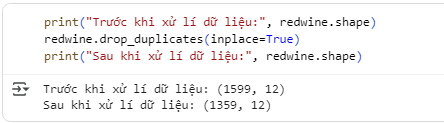 print("Trước khi xử lí dữ liệu:", redwine.shape)
redwine.drop_duplicates(inplace=True)
print("Sau khi xử lí dữ liệu:", redwine.shape)
Trước khi xử lí dữ liệu: (1599, 12)
Sau khi xử lí dữ liệu: (1359, 12)